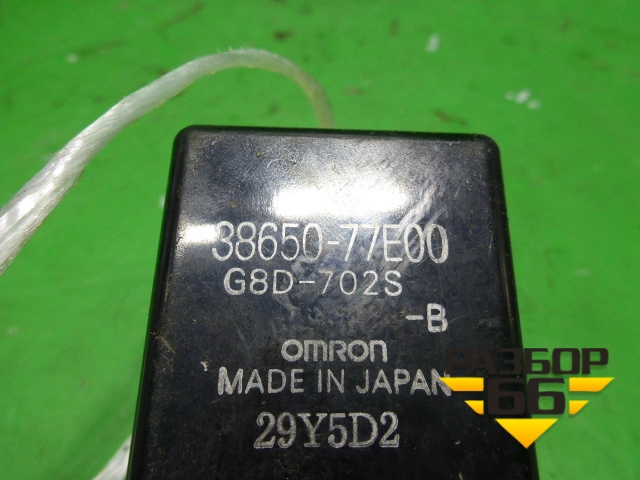 38650-77E00
G8D-702S
-B
OMRON
MADE IN JAPAN
29Y5D2
РАЗБОР
66